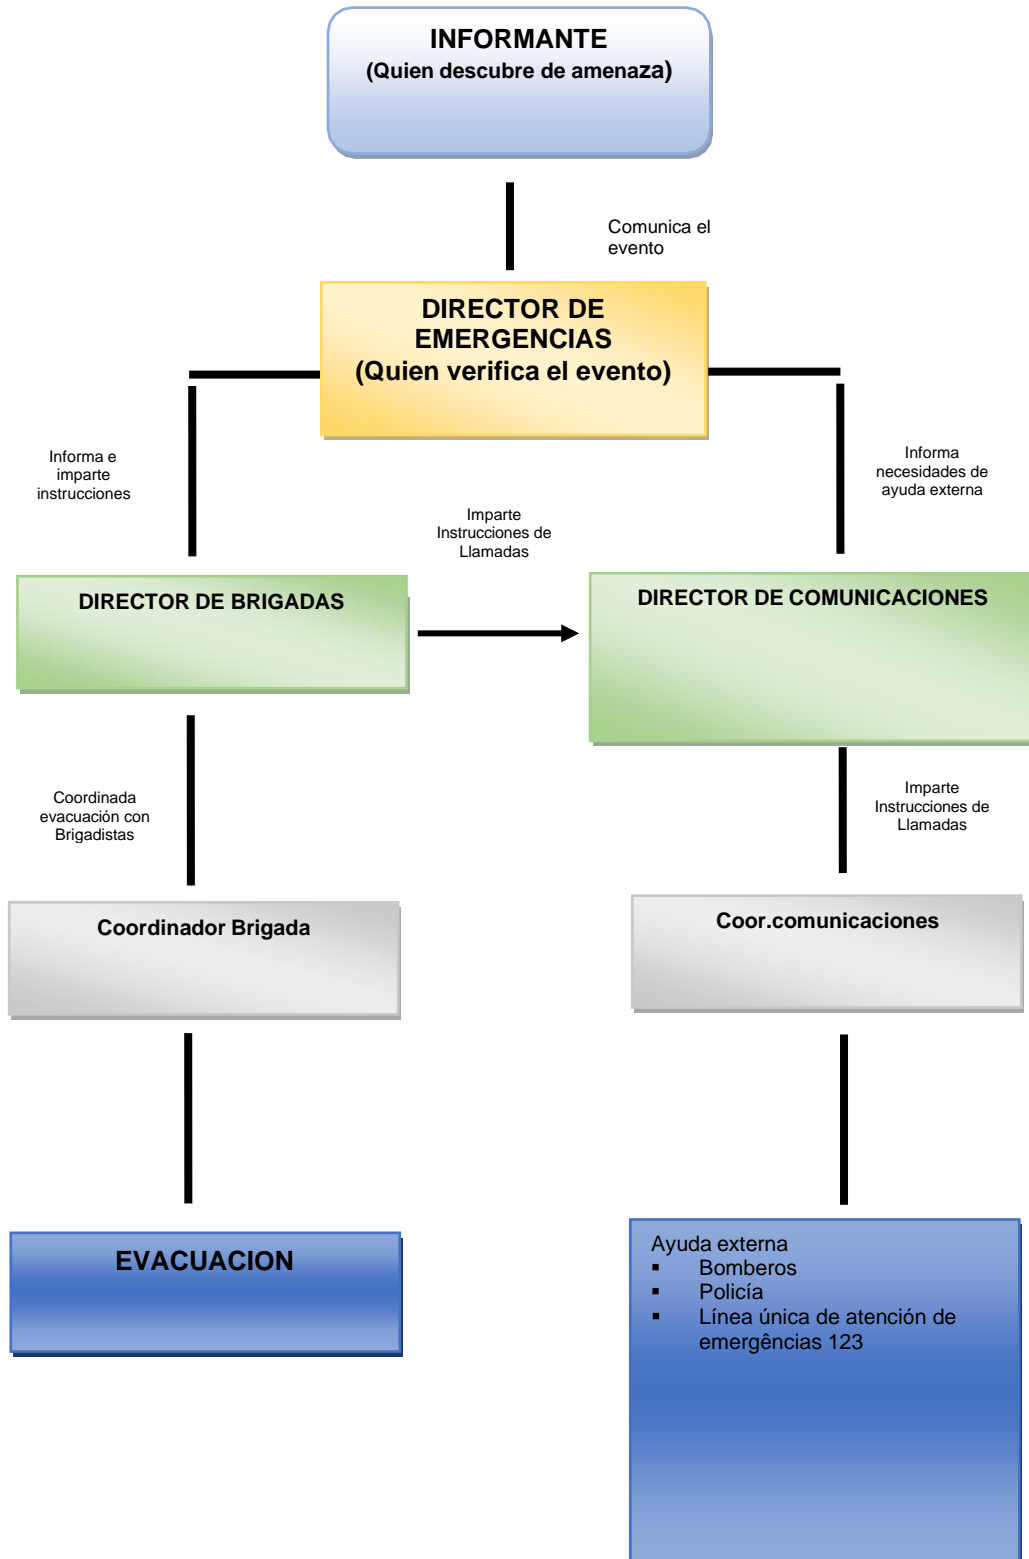 INFORMANTE
(Quien descubre de amenaza)
Comunica el
evento
DIRECTOR DE
EMERGENCIAS
(Quien verifica el evento)
Informa e
imparte
instrucciones
Informa
necesidades de
ayuda externa
Imparte
Instrucciones de
Llamadas
DIRECTOR DE BRIGADAS
DIRECTOR DE COMUNICACIONES
Coordinada
evacuación con
Brigadistas
Imparte
Instrucciones de
Llamadas
Coordinador Brigada
Coor.comunicaciones
EVACUACION
Ayuda externa
▪ Bomberos
▪ Policía
▪ Línea única de atención de
emergências 123